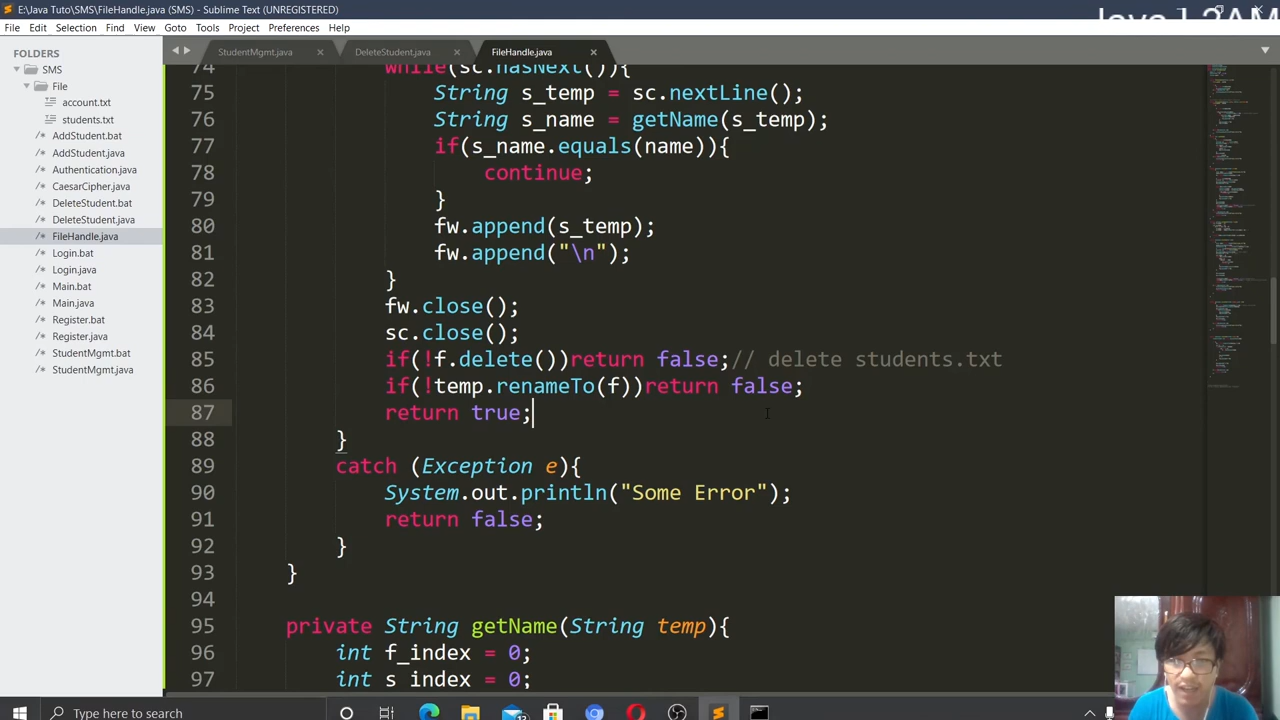 E:\Java Tuto\SMS\FileHandle.java (SMS) - Sublime Text (UNREGISTERED)
File Edit Selection Find View Goto Tools Project Preferences Help
FOLDERS
SMS
File
account.txt
students.txt
AddStudent.bat
AddStudent.java
Authentication.java
CaesarCipher.java
DeleteStudent.bat
DeleteStudent.java
FileHandle.java
Login.bat
Login.java
Main.bat
Main.java
Register.bat
Register.java
StudentMgmt.bat
StudentMgmt.java
StudentMgmt.java DeleteStudent.java FileHandle.java
74 while(sc.hasNext()){
75 String s_temp = sc.nextLine();
76 String s_name = getName(s_temp);
77 if(s_name.equals(name)){
78 continue;
79 }
80 fw.append(s_temp);
81 fw.append("\n");
82 }
83 fw.close();
84 sc.close();
85 if(!f.delete())return false;// delete students.txt
86 if(!temp.renameTo(f))return false;
87 return true;
88 }
89 catch (Exception e){
90 System.out.println("Some Error");
91 return false;
92 }
93 }
94
95 private String getName(String temp){
96 int f_index = 0;
97 int s_index = 0;
Type here to search